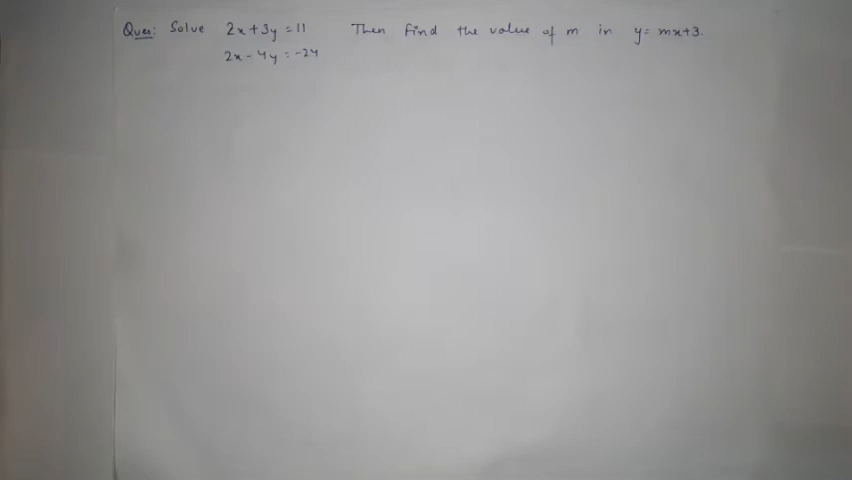 Ques: Solve 2x + 3y = 11 Then find the value of m in y = mx+3.
2x - 4y = -24